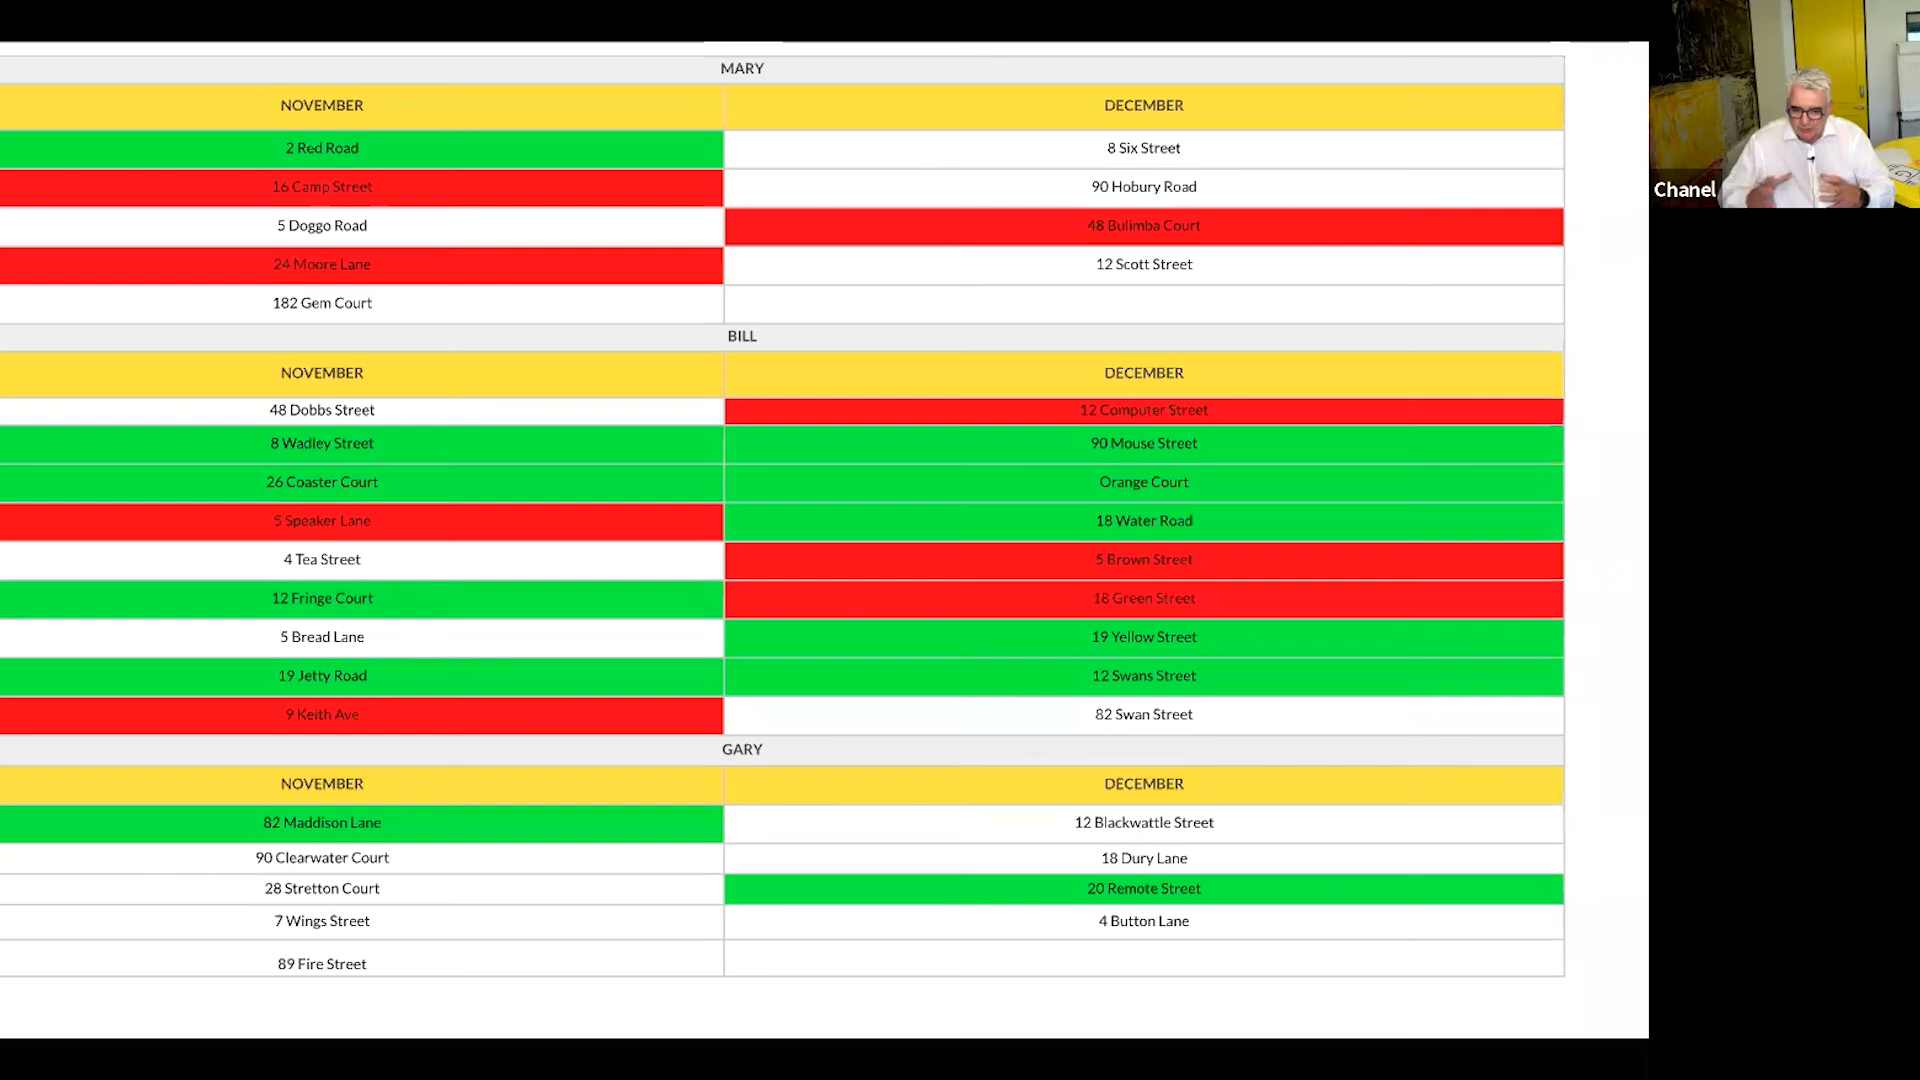 MARY
NOVEMBER DECEMBER
2 Red Road 8 Six Street
16 Camp Street 90 Hobury Road
5 Doggo Road 48 Bulimba Court
24 Moore Lane 12 Scott Street
182 Gem Court
BILL
NOVEMBER DECEMBER
48 Dobbs Street 12 Computer Street
8 Wadley Street 90 Mouse Street
26 Coaster Court Orange Court
5 Speaker Lane 18 Water Road
4 Tea Street 5 Brown Street
12 Fringe Court 18 Green Street
5 Bread Lane 19 Yellow Street
19 Jetty Road 12 Swans Street
9 Keith Ave 82 Swan Street
GARY
NOVEMBER DECEMBER
82 Maddison Lane 12 Blackwattle Street
90 Clearwater Court 18 Dury Lane
28 Stretton Court 20 Remote Street
7 Wings Street 4 Button Lane
89 Fire Street
Chanel